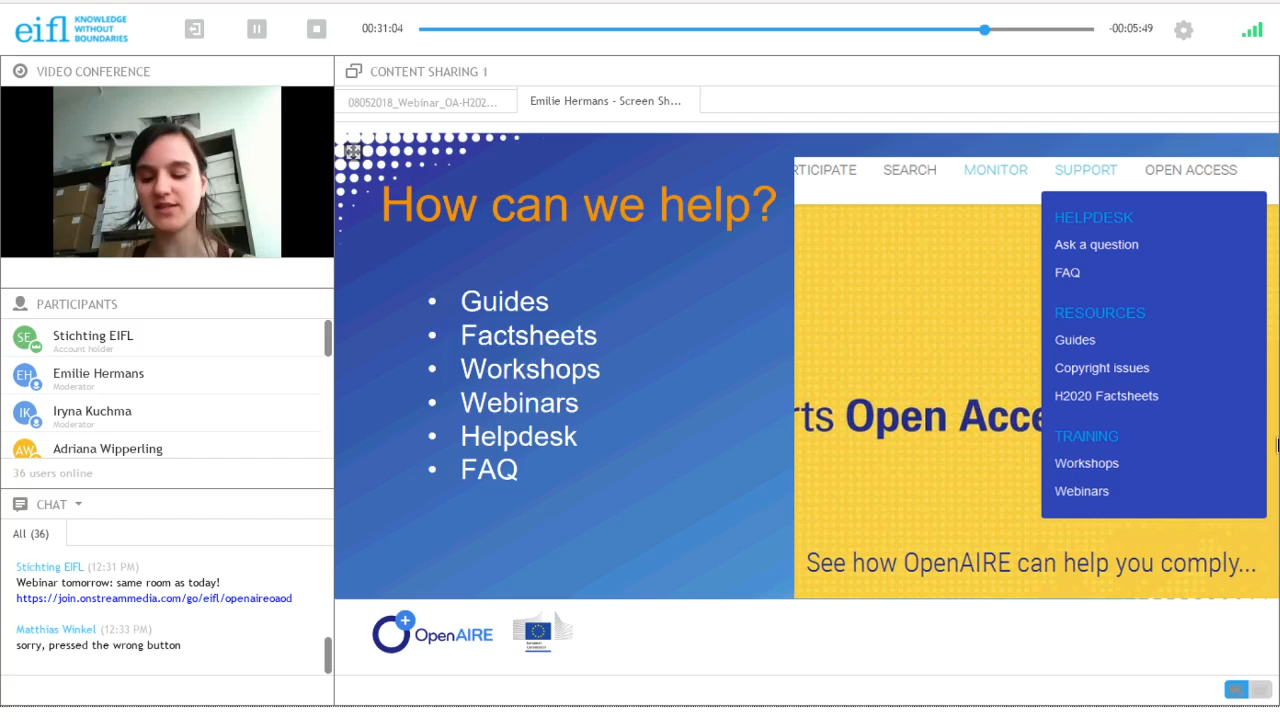 eifl KNOWLEDGE
WITHOUT
BOUNDARIES
00:31:04
-00:05:49
VIDEO CONFERENCE
PARTICIPANTS
SE
Stichting EIFL
Account holder
EH
Emilie Hermans
Moderator
IK
Iryna Kuchma
Moderator
AW
Adriana Wipperling
36 users online
CHAT
All (36)
Stichting EIFL (12:31 PM)
Webinar tomorrow: same room as today!
https://join.onstreammedia.com/go/eifl/openaireoaod
Matthias Winkel (12:33 PM)
sorry, pressed the wrong button
CONTENT SHARING 1
08052018_Webinar_OA-H202...
Emilie Hermans - Screen Sh...
How can we help?
• Guides
• Factsheets
• Workshops
• Webinars
• Helpdesk
• FAQ
RTICIPATE SEARCH MONITOR SUPPORT OPEN ACCESS
HELPDESK
Ask a question
FAQ
RESOURCES
Guides
Copyright issues
H2020 Factsheets
TRAINING
Workshops
Webinars
rts Open Acce
See how OpenAIRE can help you comply...
OpenAIRE